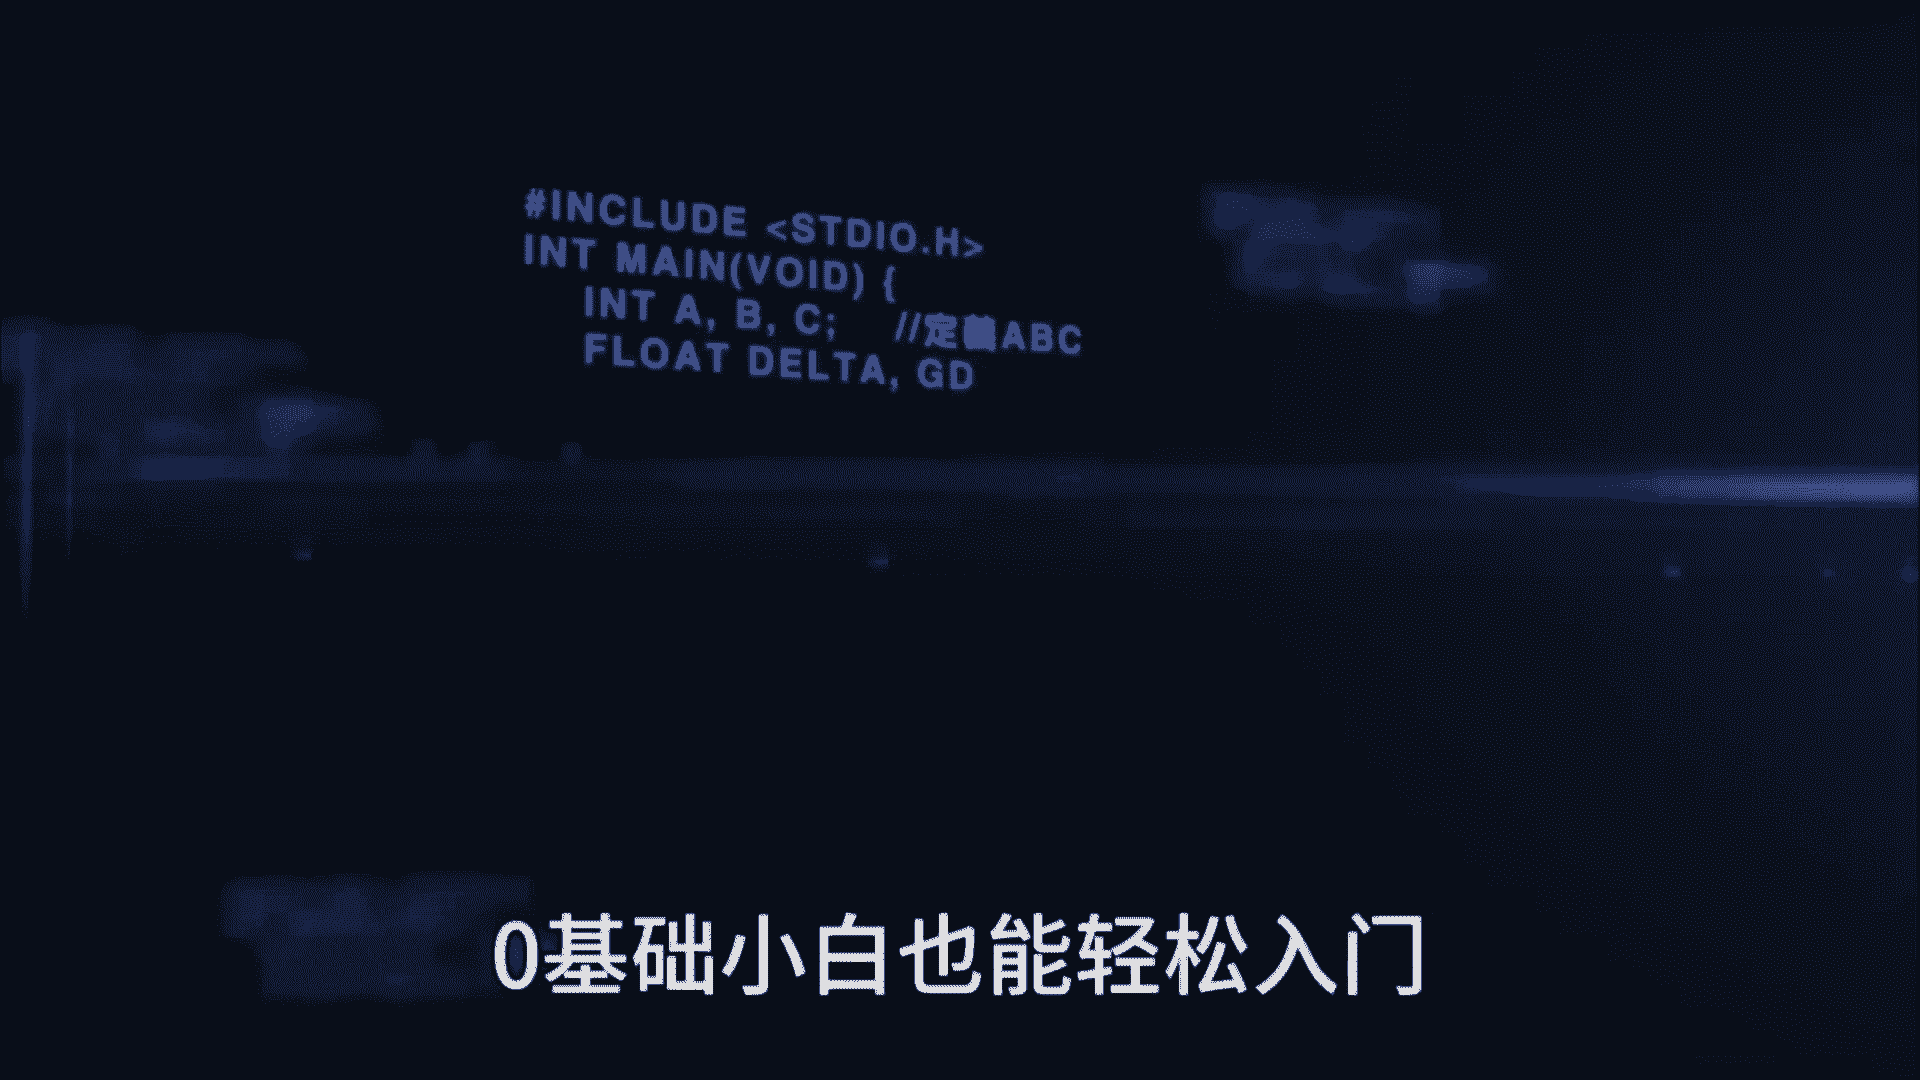 #INCLUDE <STDIO.H>
INT MAIN(VOID) {
INT A, B, C; //定ABC
FLOAT DELTA, GD
0基础小白也能轻松入门